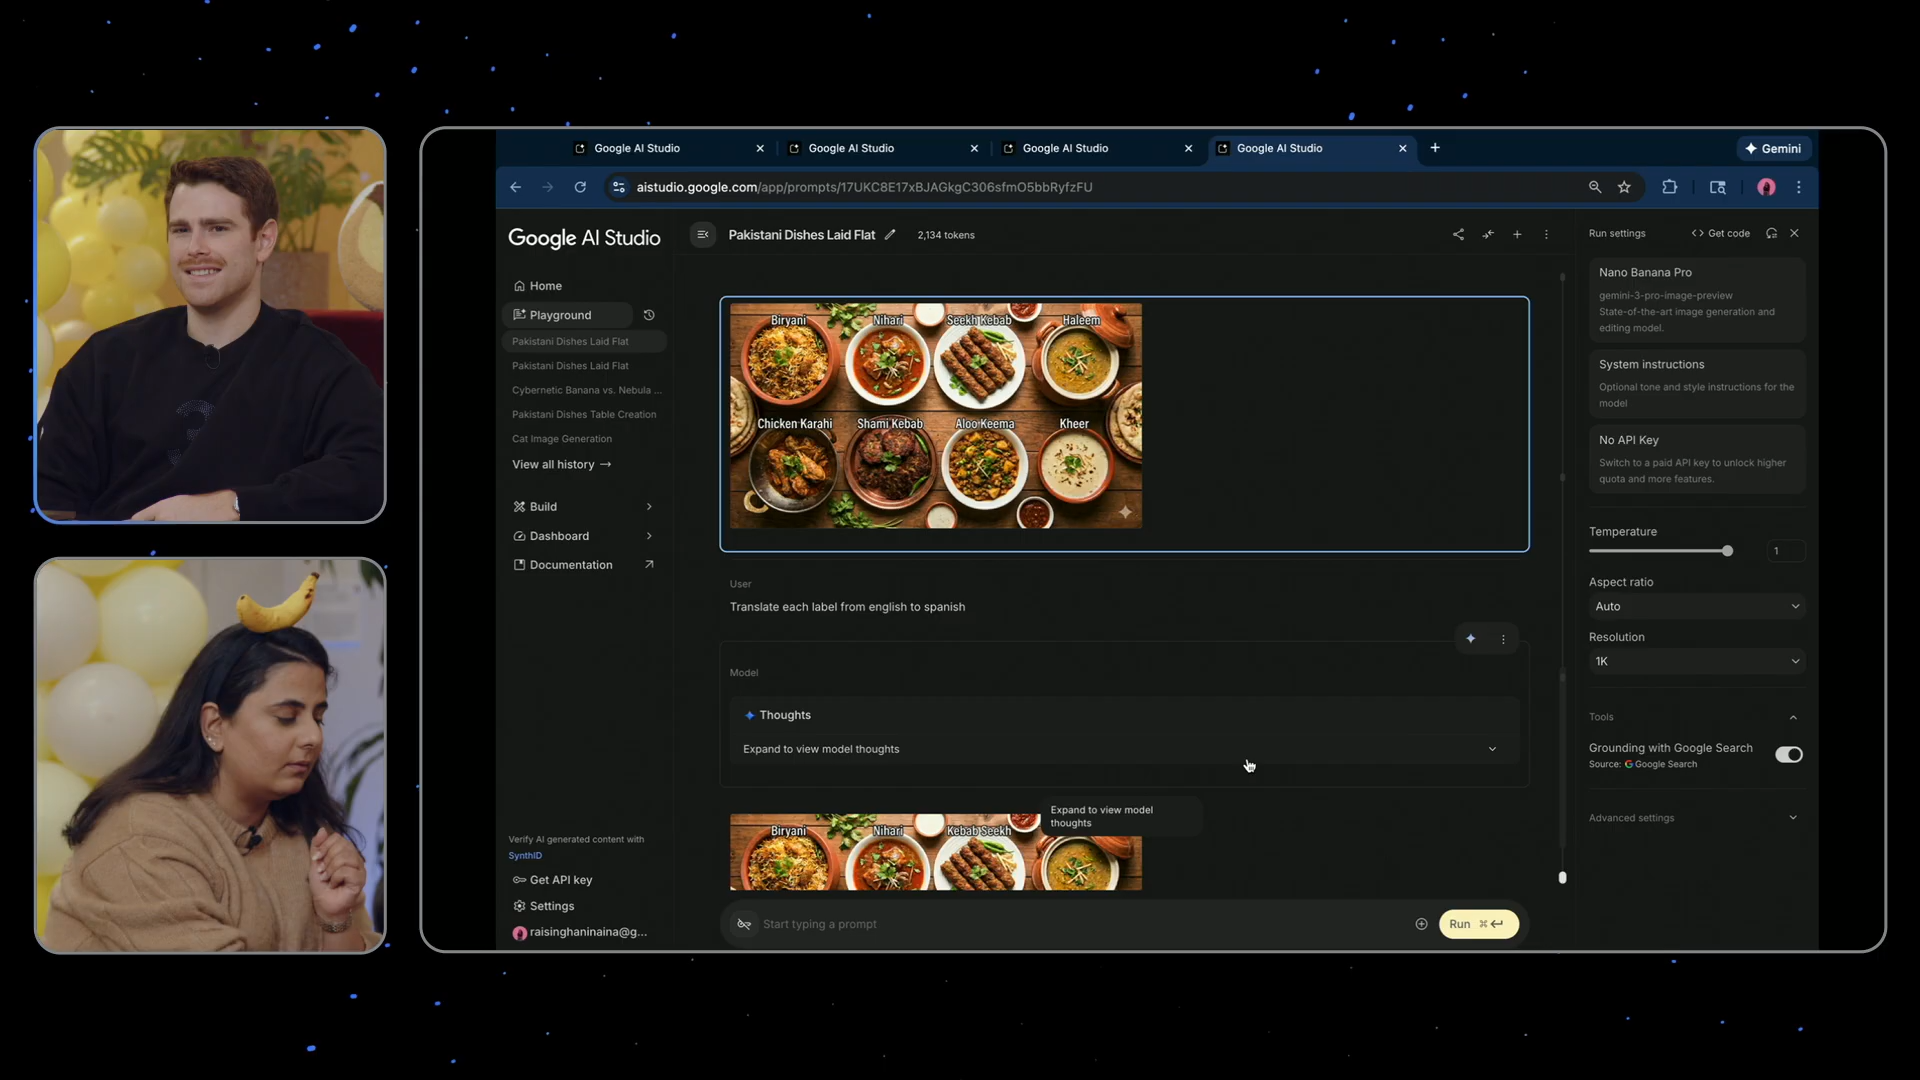 Google AI Studio
Google AI Studio
Google AI Studio
Google AI Studio
Gemini
aistudio.google.com/app/prompts/17UKC8E17xBJAGkgC306sfmO5bbRyfzFU
Google AI Studio
Home
Playground
Pakistani Dishes Laid Flat
Pakistani Dishes Laid Flat
Cybernetic Banana vs. Nebula ...
Pakistani Dishes Table Creation
Cat Image Generation
View all history →
Build
Dashboard
Documentation
Verify AI generated content with
SynthID
Get API key
Settings
raisinghaninaina@g...
Pakistani Dishes Laid Flat
2,134 tokens
Biryani
Nihari
Seekh Kebab
Haleem
Chicken Karahi
Shami Kebab
Aloo Keema
Kheer
User
Translate each label from english to spanish
Model
Thoughts
Expand to view model thoughts
Expand to view model
thoughts
Biryani
Nihari
Kebab Seekh
Start typing a prompt
Run ⌘↵
Run settings
<> Get code
Nano Banana Pro
gemini-3-pro-image-preview
State-of-the-art image generation and
editing model.
System instructions
Optional tone and style instructions for the
model
No API Key
Switch to a paid API key to unlock higher
quota and more features.
Temperature
1
Aspect ratio
Auto
Resolution
1K
Tools
Grounding with Google Search
Source: Google Search
Advanced settings